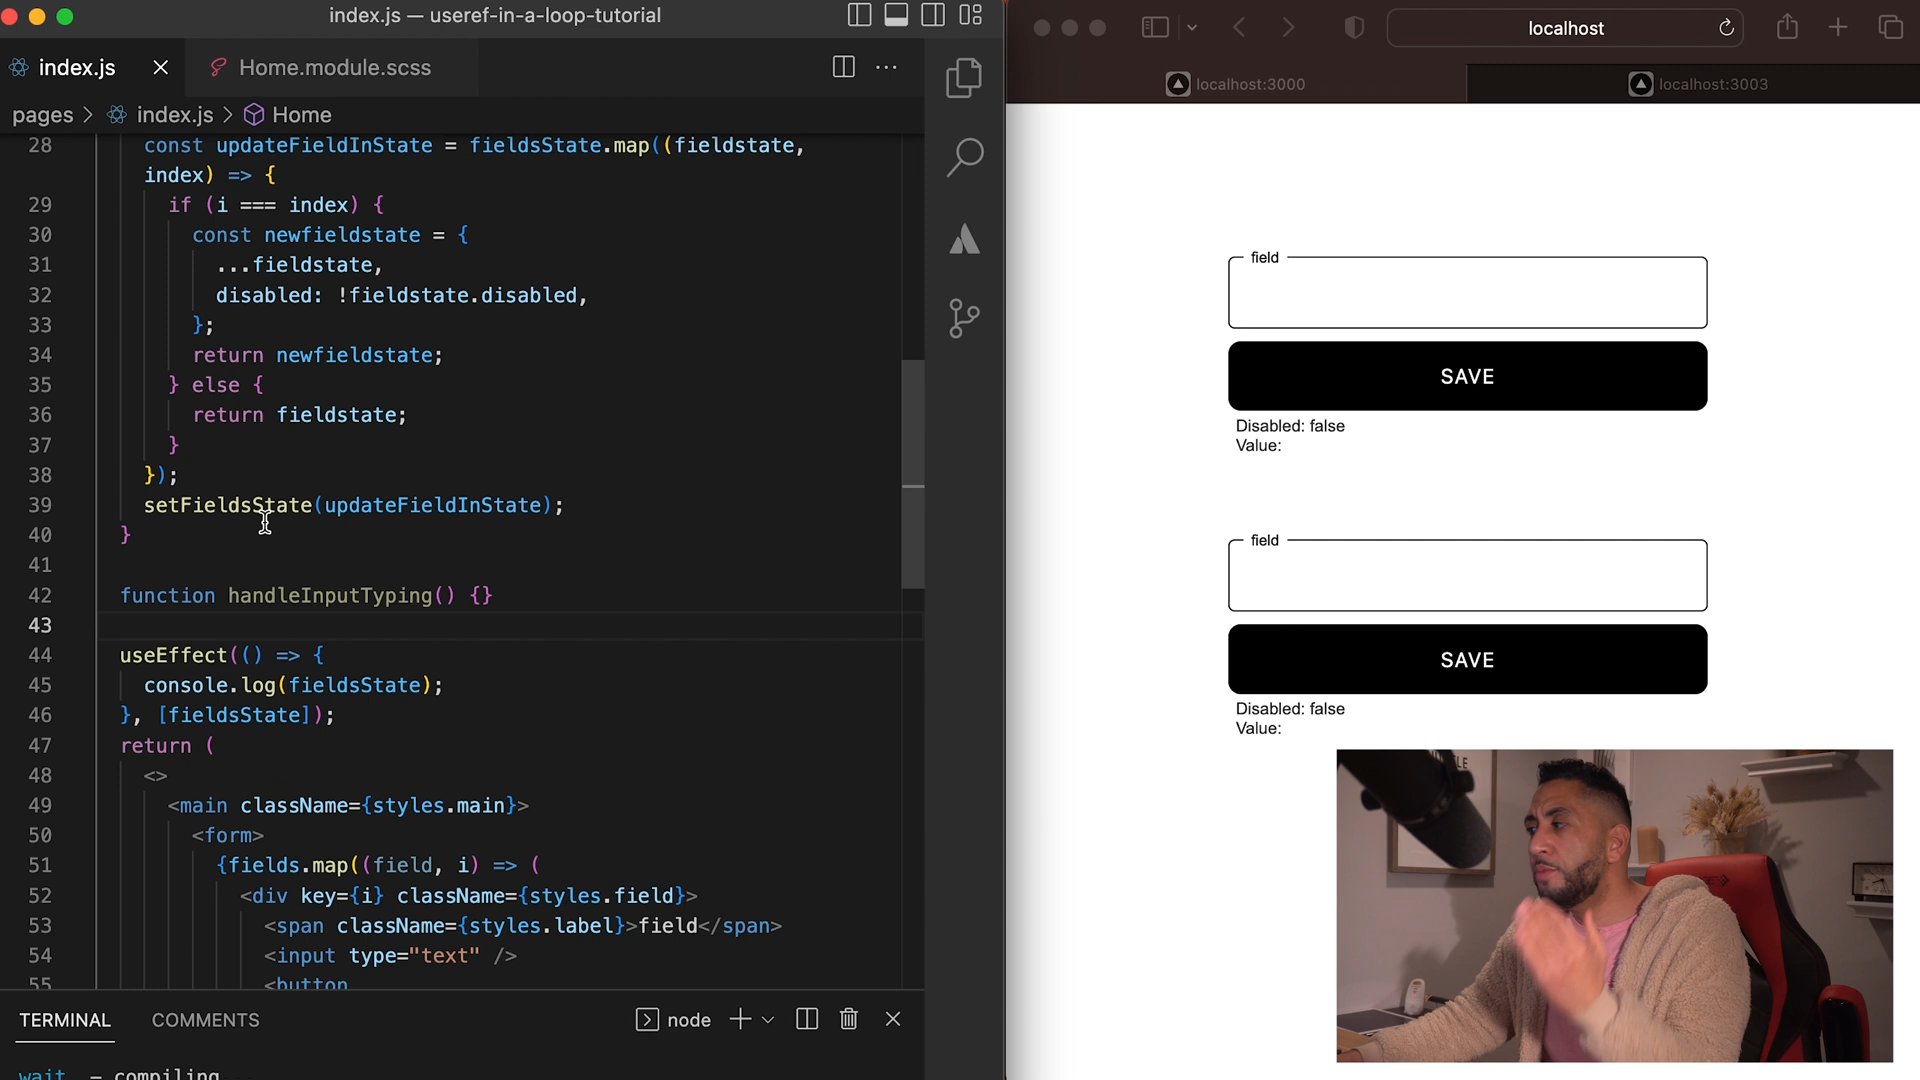 index.js — useref-in-a-loop-tutorial
index.js
Home.module.scss
pages > index.js > Home
28 const updateFieldInState = fieldsState.map((fieldstate,
index) => {
29 if (i === index) {
30 const newfieldstate = {
31 ...fieldstate,
32 disabled: !fieldstate.disabled,
33 };
34 return newfieldstate;
35 } else {
36 return fieldstate;
37 }
38 });
39 setFieldsState(updateFieldInState);
40 }
41
42 function handleInputTyping() {}
43
44 useEffect(() => {
45 console.log(fieldsState);
46 }, [fieldsState]);
47 return (
48 <>
49 <main className={styles.main}>
50 <form>
51 {fields.map((field, i) => (
52 <div key={i} className={styles.field}>
53 <span className={styles.label}>field</span>
54 <input type="text" />
55 <button
TERMINAL
COMMENTS
node
wait - compiling
localhost
localhost:3000
localhost:3003
field
SAVE
Disabled: false
Value:
field
SAVE
Disabled: false
Value: